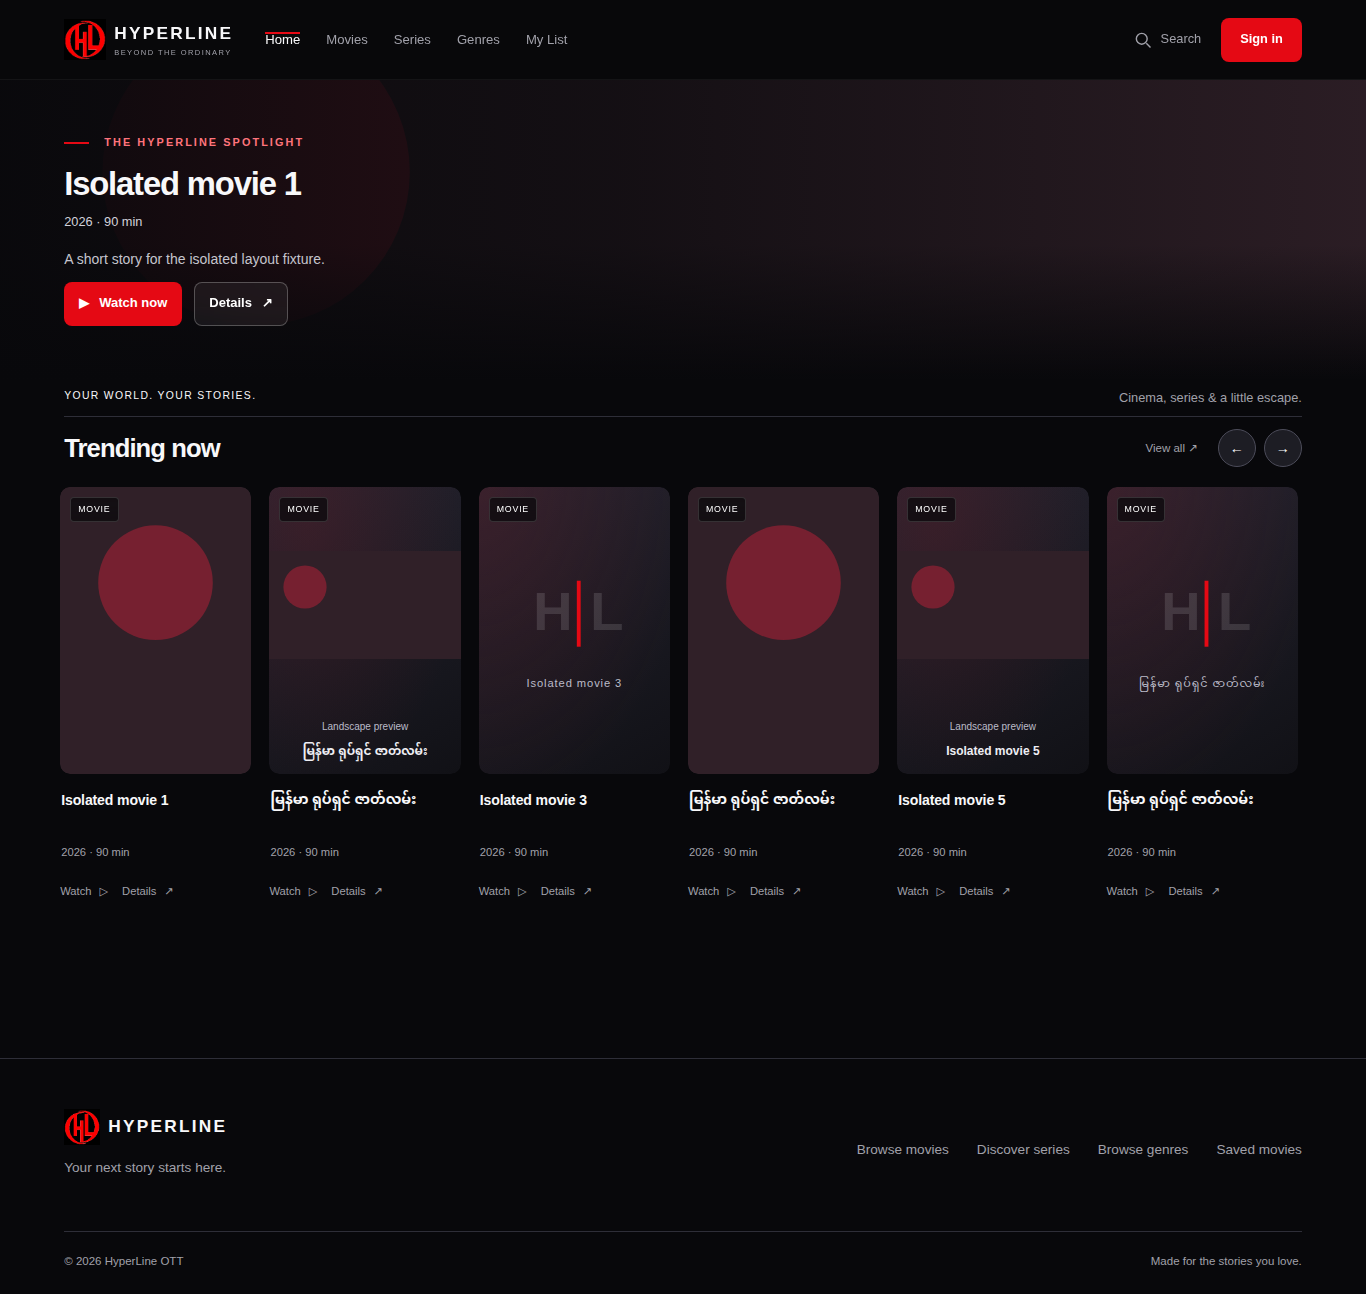 HYPERLINE
BEYOND THE ORDINARY
Home Movies Series Genres My List
Search
Sign in
THE HYPERLINE SPOTLIGHT
Isolated movie 1
2026 · 90 min
A short story for the isolated layout fixture.
▶ Watch now
Details ↗
YOUR WORLD. YOUR STORIES.
Cinema, series & a little escape.
Trending now
View all ↗ ← →
MOVIE MOVIE MOVIE MOVIE MOVIE MOVIE
H L H L
Isolated movie 3 မြန်မာ ရုပ်ရှင် ဇာတ်လမ်း
Landscape preview Landscape preview
မြန်မာ ရုပ်ရှင် ဇာတ်လမ်း Isolated movie 5
Isolated movie 1 မြန်မာ ရုပ်ရှင် ဇာတ်လမ်း Isolated movie 3 မြန်မာ ရုပ်ရှင် ဇာတ်လမ်း Isolated movie 5 မြန်မာ ရုပ်ရှင် ဇာတ်လမ်း
2026 · 90 min 2026 · 90 min 2026 · 90 min 2026 · 90 min 2026 · 90 min 2026 · 90 min
Watch ▷ Details ↗ Watch ▷ Details ↗ Watch ▷ Details ↗ Watch ▷ Details ↗ Watch ▷ Details ↗ Watch ▷ Details ↗
HYPERLINE
Your next story starts here.
Browse movies Discover series Browse genres Saved movies
© 2026 HyperLine OTT
Made for the stories you love.